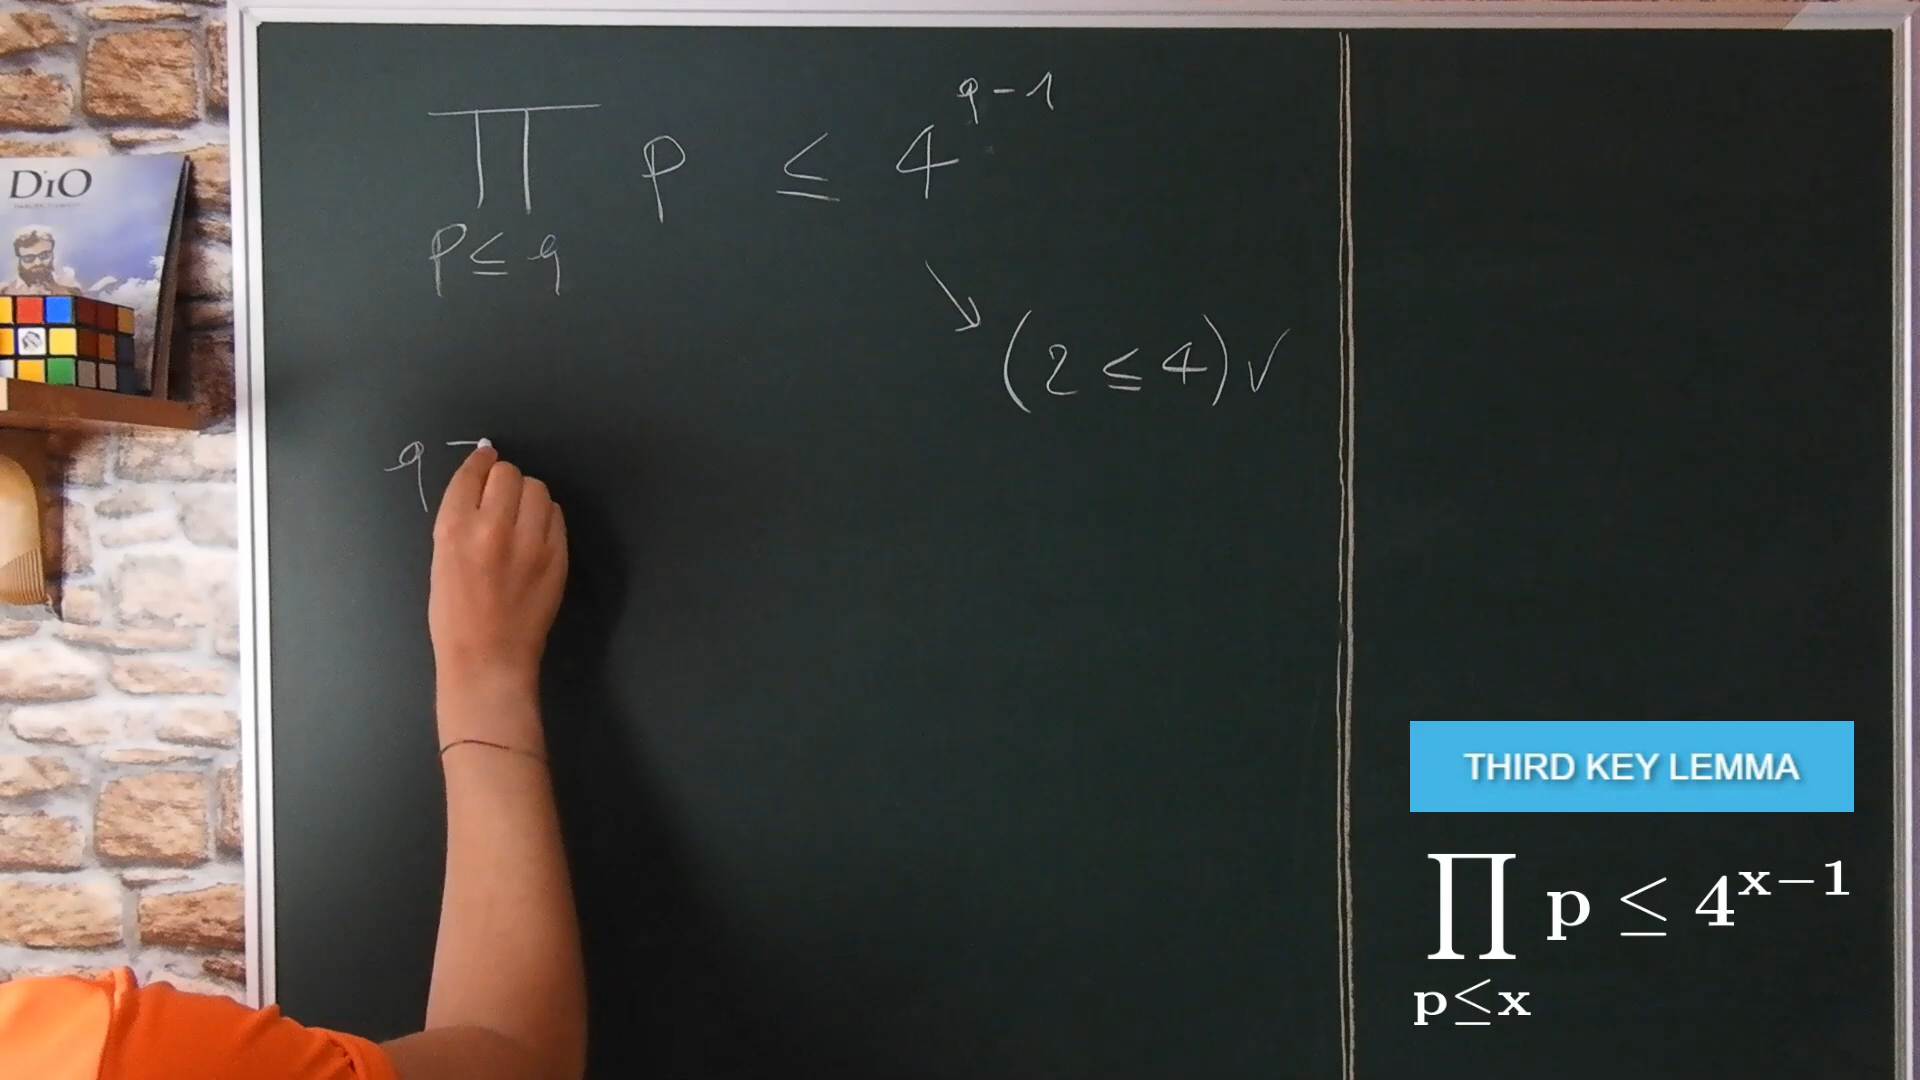 ∏ p ≤ 4^{q-1}
p ≤ q
(2 ≤ 4) ✓
q =
DiO
THIRD KEY LEMMA
∏ p ≤ 4^{x−1}
p≤x